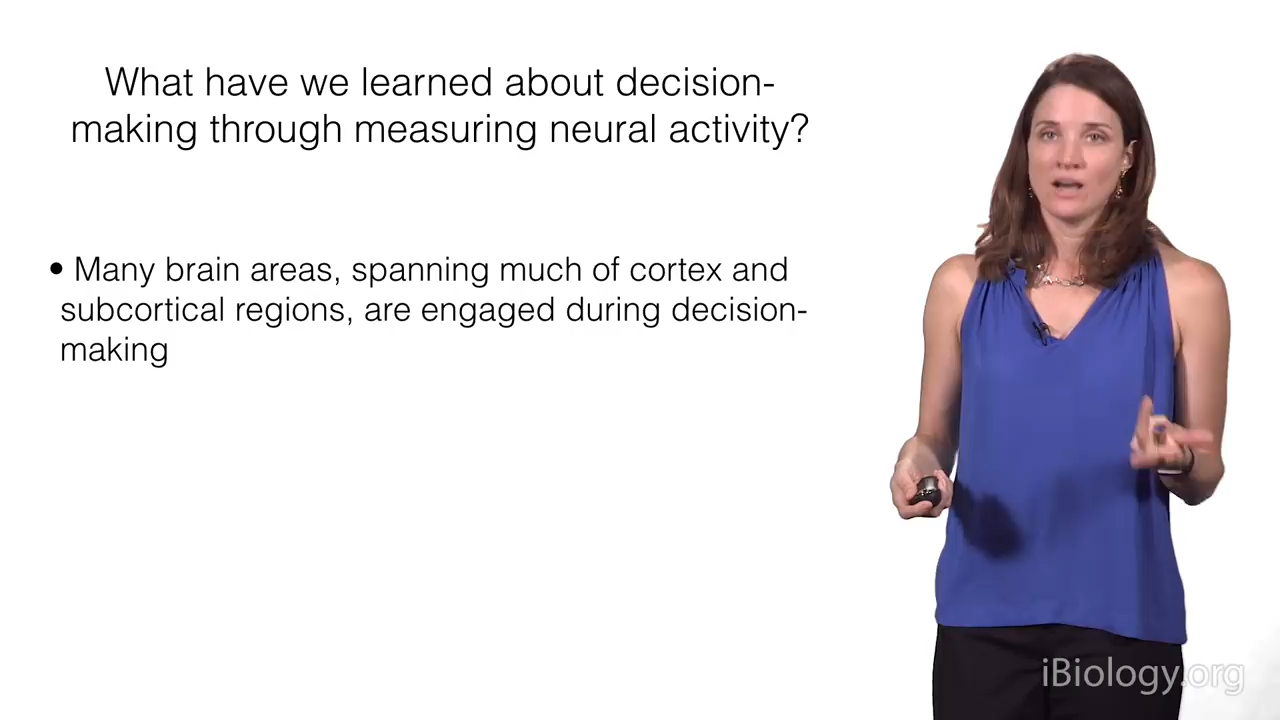 What have we learned about decision-
making through measuring neural activity?
• Many brain areas, spanning much of cortex and
subcortical regions, are engaged during decision-
making
iBiology.org